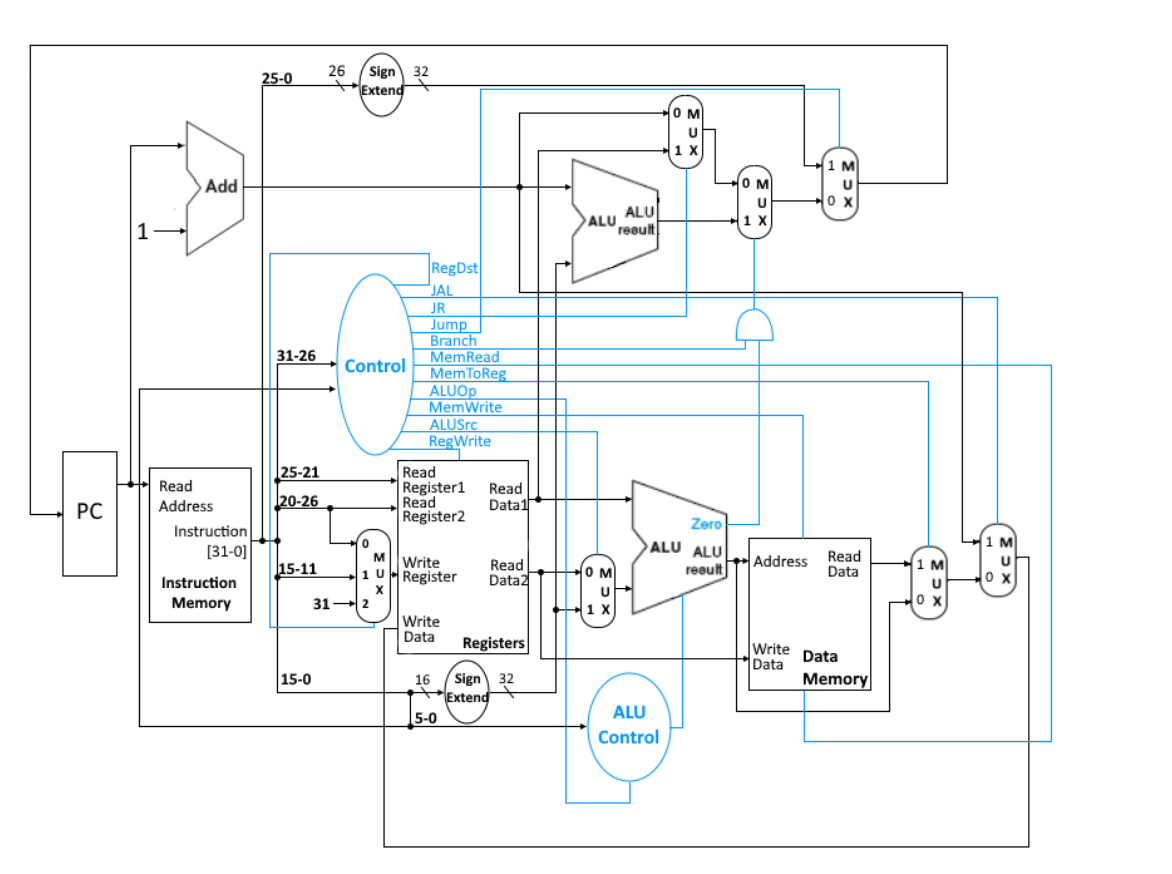 25-0
26
Sign
Extend
32
0 M
U
1 X
Add
1
ALU
ALU
result
0 M
U
1 X
1 M
U
0 X
RegDst
JAL
JR
Jump
Branch
MemRead
MemToReg
ALUOp
MemWrite
ALUSrc
RegWrite
Control
31-26
PC
Read
Address
Instruction
[31-0]
Instruction
Memory
25-21
20-26
15-11
31
0
M
1 U
X
2
Read
Register1
Read
Register2
Write
Register
Write
Data
Read
Data1
Read
Data2
Registers
0 M
U
1 X
Zero
ALU
ALU
result
Address
Read
Data
Write
Data
Data
Memory
1 M
U
0 X
1 M
U
0 X
15-0
16
Sign
Extend
32
5-0
ALU
Control